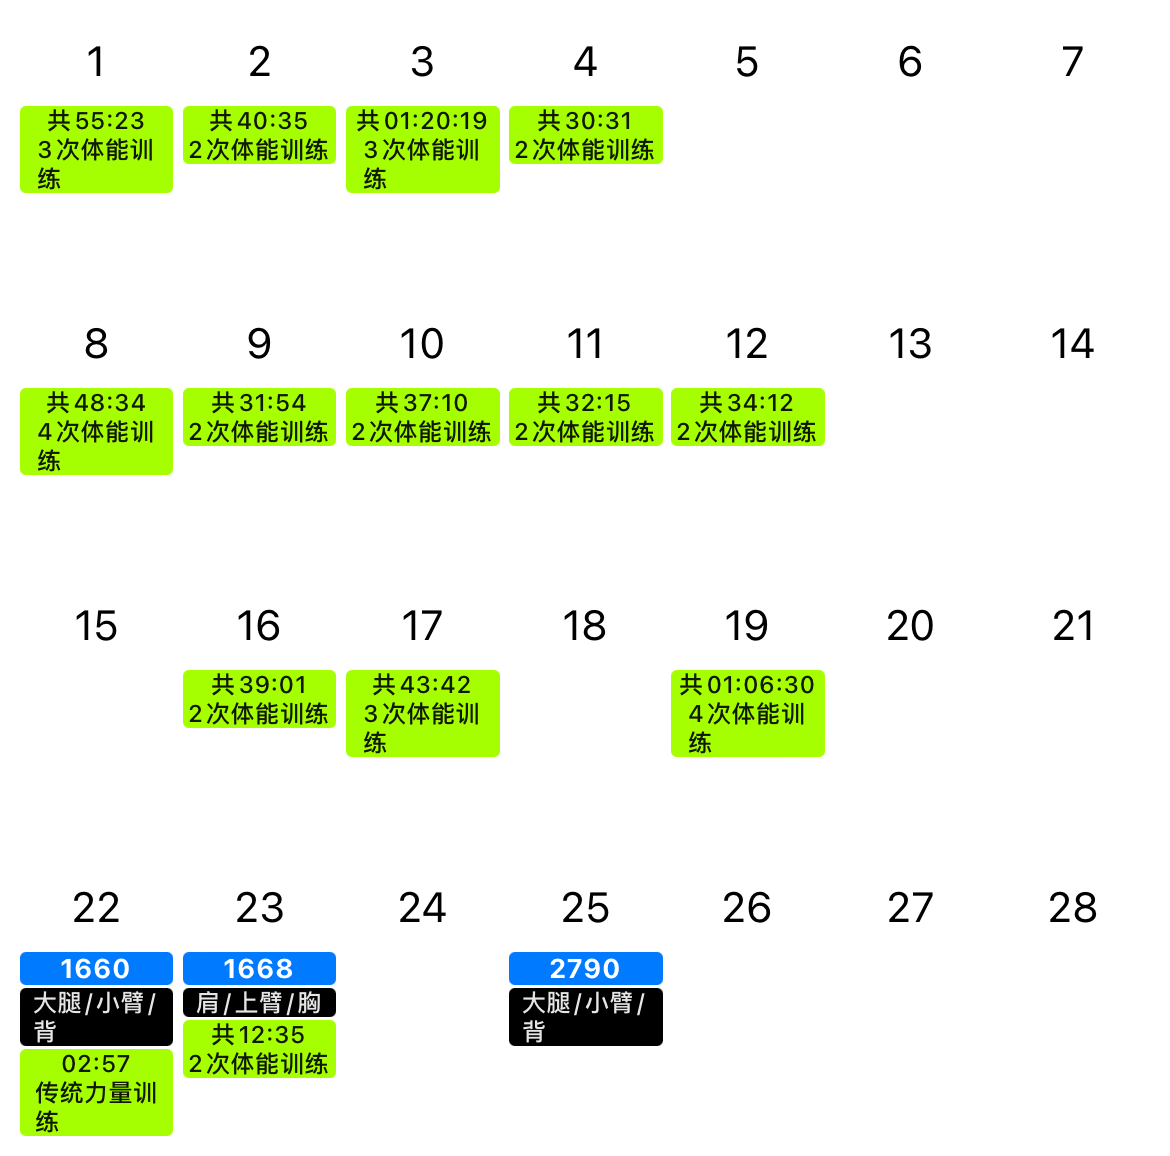 1 2 3 4 5 6 7
共55:23
3次体能训
练
共40:35
2次体能训练
共01:20:19
3次体能训
练
共30:31
2次体能训练
8 9 10 11 12 13 14
共48:34
4次体能训
练
共31:54
2次体能训练
共37:10
2次体能训练
共32:15
2次体能训练
共34:12
2次体能训练
15 16 17 18 19 20 21
共39:01
2次体能训练
共43:42
3次体能训
练
共01:06:30
4次体能训
练
22 23 24 25 26 27 28
1660
大腿/小臂/
背
02:57
传统力量训
练
1668
肩/上臂/胸
共12:35
2次体能训练
2790
大腿/小臂/
背